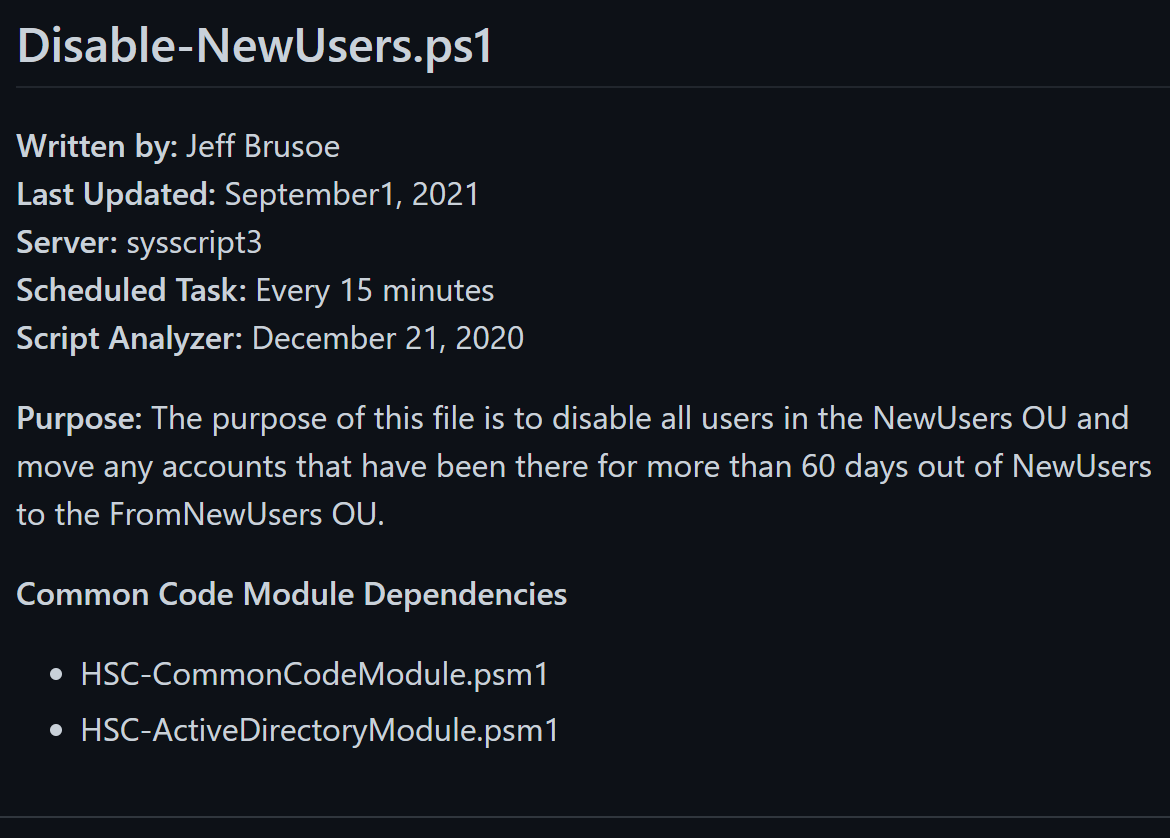 Disable-NewUsers.ps1
Written by: Jeff Brusoe
Last Updated: September1, 2021
Server: sysscript3
Scheduled Task: Every 15 minutes
Script Analyzer: December 21, 2020
Purpose: The purpose of this file is to disable all users in the NewUsers OU and
move any accounts that have been there for more than 60 days out of NewUsers
to the FromNewUsers OU.
Common Code Module Dependencies
• HSC-CommonCodeModule.psm1
• HSC-ActiveDirectoryModule.psm1